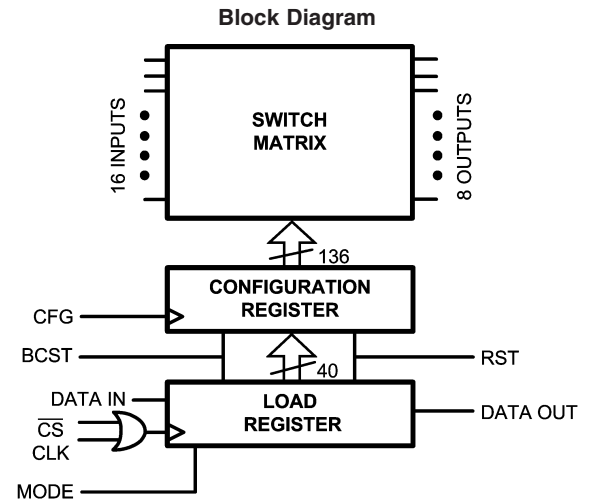 Block Diagram
SWITCH
MATRIX
16 INPUTS
8 OUTPUTS
136
CONFIGURATION
REGISTER
CFG
BCST
RST
40
DATA IN
LOAD
REGISTER
DATA OUT
CS
CLK
MODE